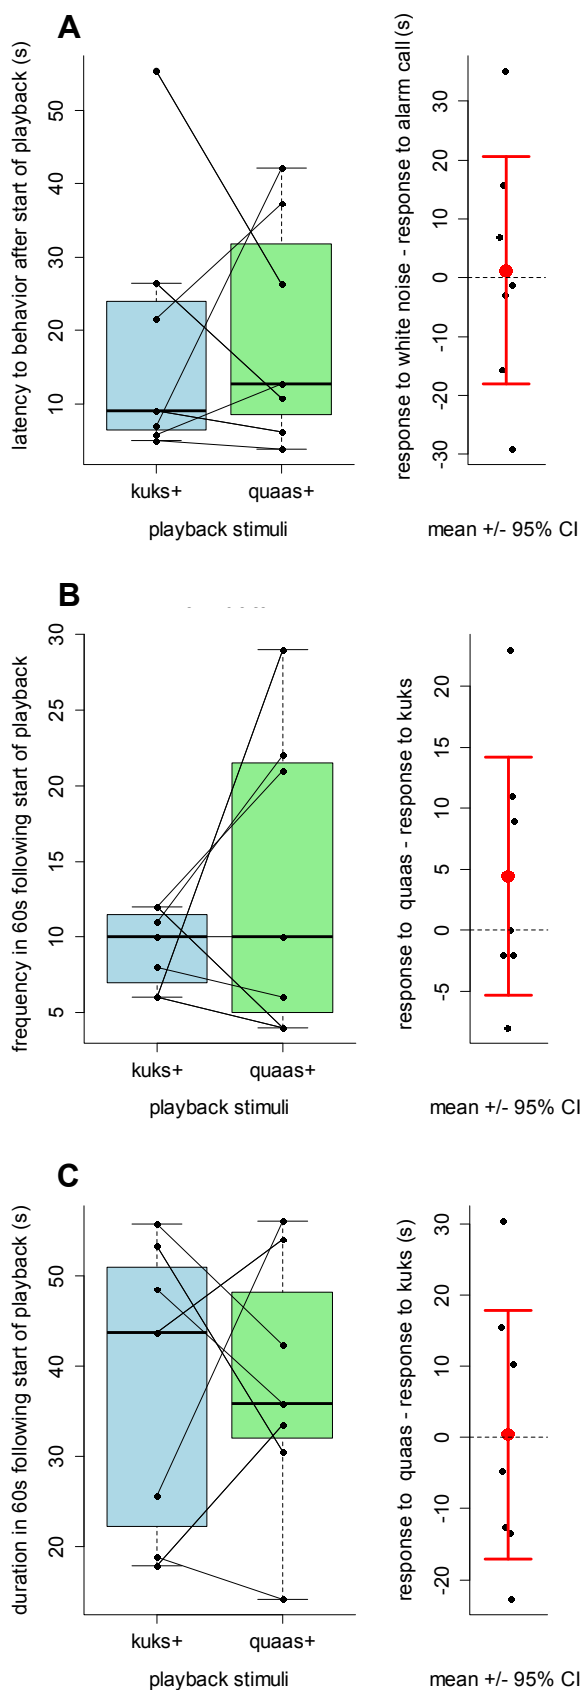 A
latency to behavior after start of playback (s)
10 20 30 40 50
kuks+ quaas+
playback stimuli
response to white noise - response to alarm call (s)
-30 -20 -10 0 10 20 30
mean +/- 95% CI
B
frequency in 60s following start of playback
5 10 15 20 25 30
kuks+ quaas+
playback stimuli
response to quaas - response to kuks
-5 0 5 10 15 20
mean +/- 95% CI
C
duration in 60s following start of playback (s)
20 30 40 50
kuks+ quaas+
playback stimuli
response to quaas - response to kuks (s)
-20 -10 0 10 20 30
mean +/- 95% CI